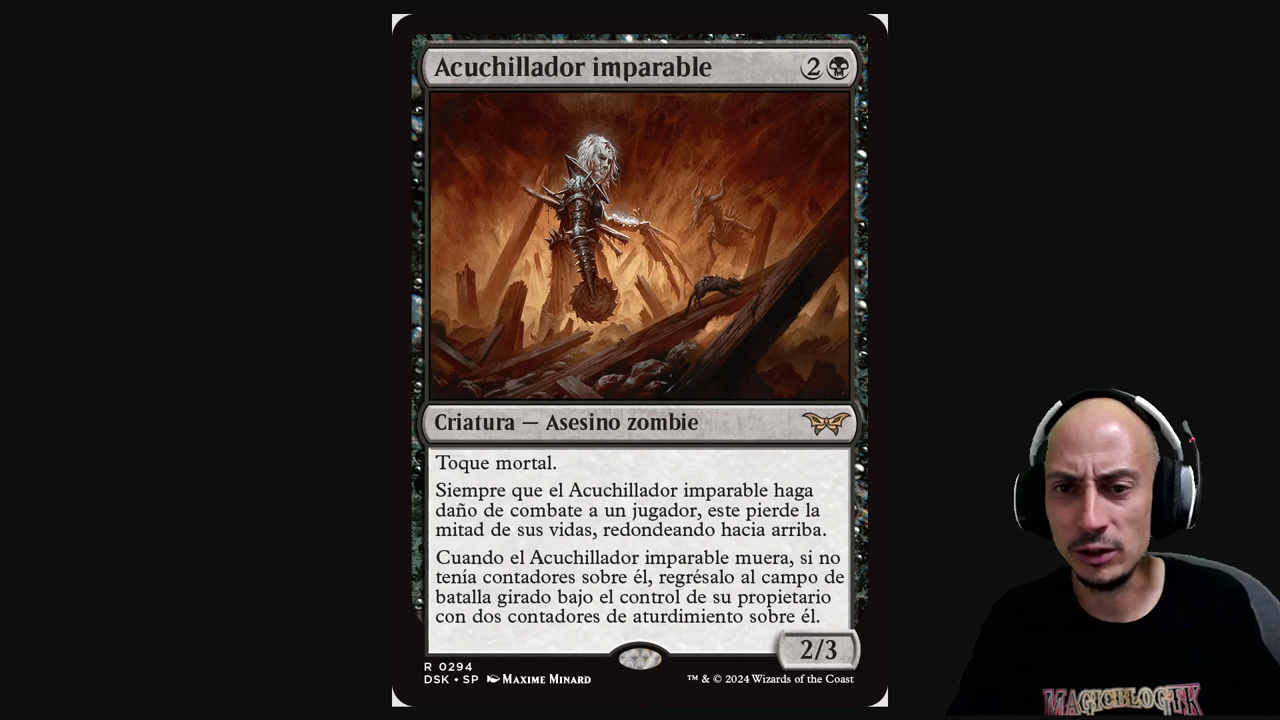 Acuchillador imparable 2
Criatura — Asesino zombie
Toque mortal.
Siempre que el Acuchillador imparable haga
daño de combate a un jugador, este pierde la
mitad de sus vidas, redondeando hacia arriba.
Cuando el Acuchillador imparable muera, si no
tenía contadores sobre él, regrésalo al campo de
batalla girado bajo el control de su propietario
con dos contadores de aturdimiento sobre él.
2/3
R 0294
DSK • SP MAXIME MINARD
™ & © 2024 Wizards of the Coast
MAGICBLOGTK